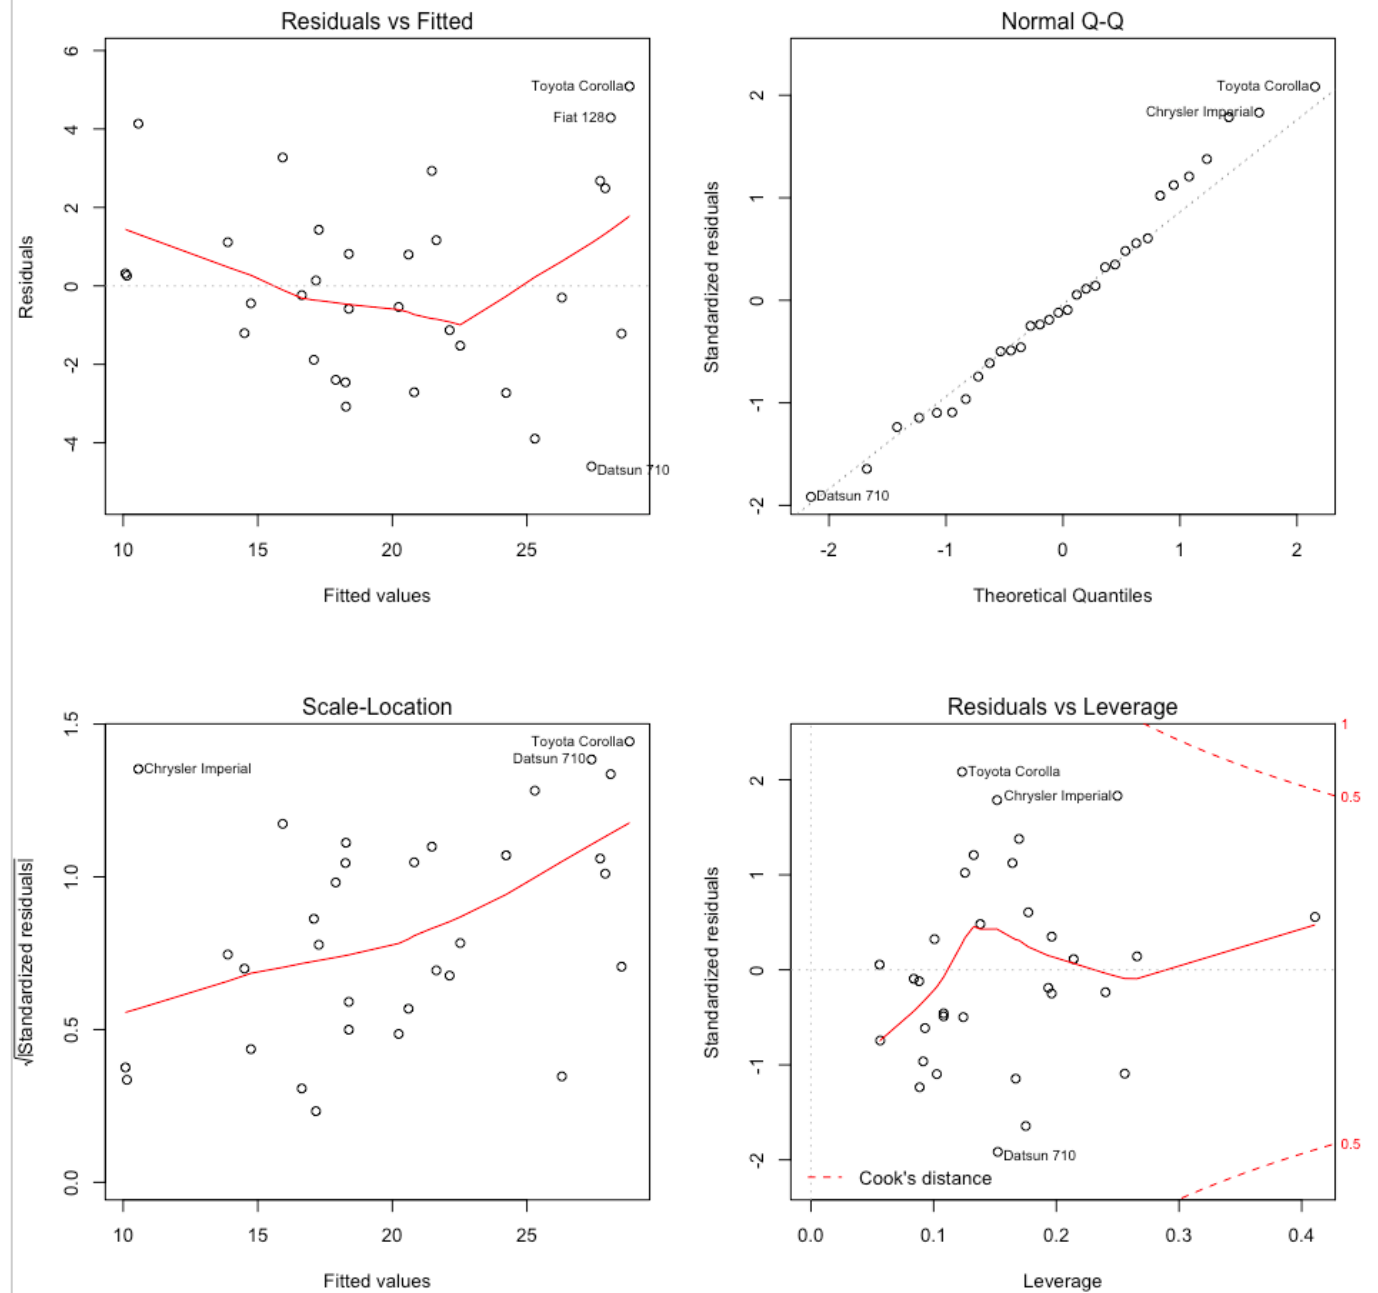 Residuals vs Fitted
Residuals
6
4
2
0
-2
-4
Toyota Corolla
Fiat 128
Datsun 710
10 15 20 25
Fitted values
Normal Q-Q
Standardized residuals
2
1
0
-1
-2
Toyota Corolla
Chrysler Imperial
Datsun 710
-2 -1 0 1 2
Theoretical Quantiles
Scale-Location
√|Standardized residuals|
1.5
1.0
0.5
0.0
Toyota Corolla
Datsun 710
Chrysler Imperial
10 15 20 25
Fitted values
Residuals vs Leverage
Standardized residuals
2
1
0
-1
-2
1
0.5
Toyota Corolla
Chrysler Imperial
0.5
Datsun 710
Cook's distance
0.0 0.1 0.2 0.3 0.4
Leverage